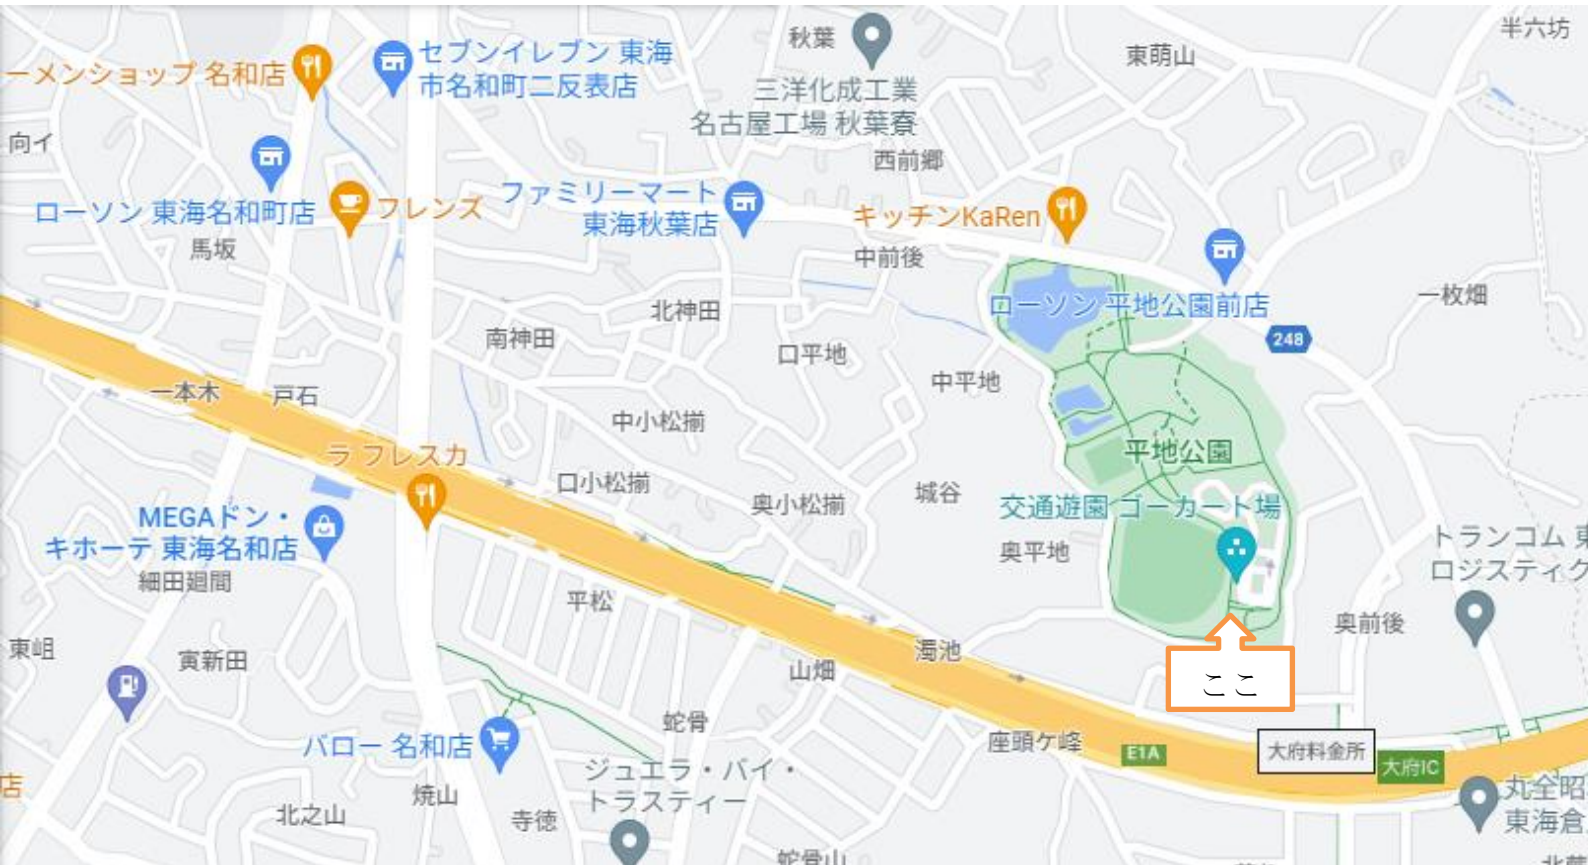 ーメンショップ 名和店
セブンイレブン 東海
市名和町二反表店
秋葉
三洋化成工業
名古屋工場 秋葉寮
東萌山
半六坊
向イ
西前郷
ローソン 東海名和町店
フレンズ
ファミリーマート
東海秋葉店
キッチンKaRen
馬坂
中前後
北神田
南神田
口平地
ローソン 平地公園前店
一枚畑
248
中平地
一本木
戸石
中小松揃
平地公園
ラ フレスカ
口小松揃
奥小松揃
城谷
交通遊園 ゴーカート場
MEGAドン・
キホーテ 東海名和店
細田廻間
奥平地
トランコム 東
ロジスティク
平松
奥前後
東岨
寅新田
濁池
山畑
ここ
蛇骨
バロー 名和店
座頭ケ峰
E1A
大府料金所
大府IC
ジュエラ・バイ・
トラスティー
店
焼山
北之山
寺徳
丸全昭
東海倉
蛇骨山